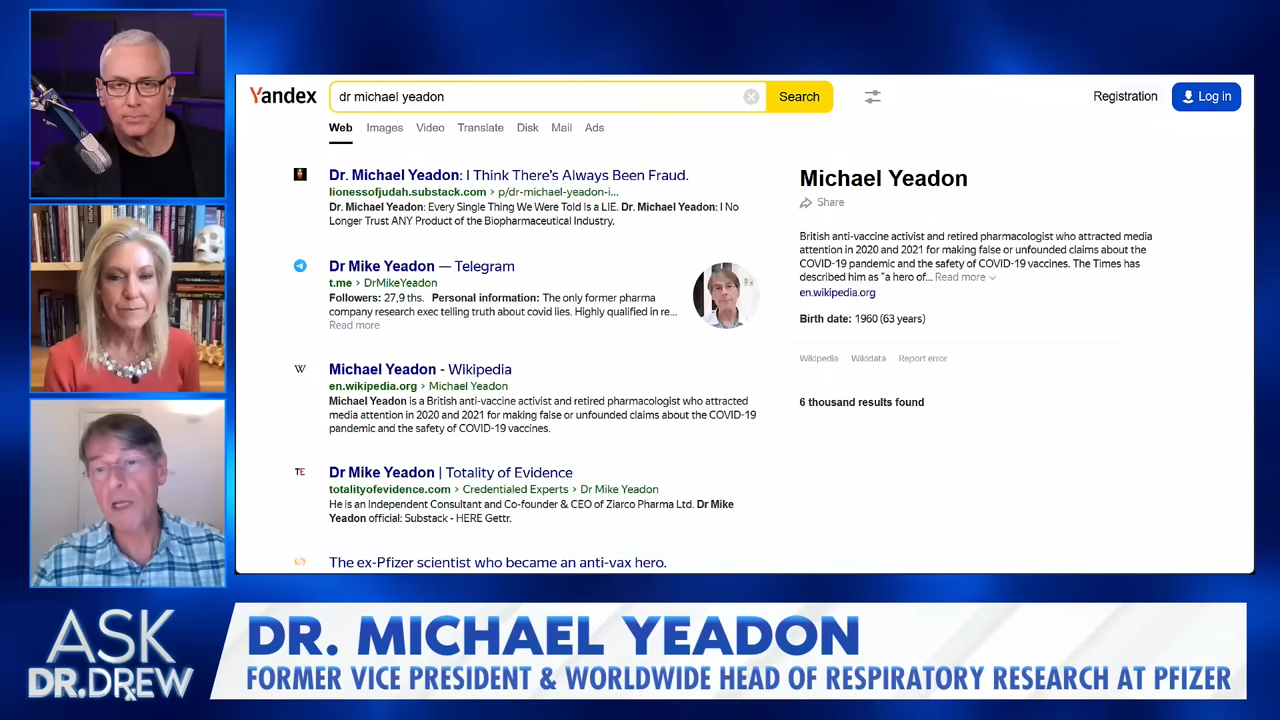 Yandex
dr michael yeadon
Search
Registration
Log in
Web Images Video Translate Disk Mail Ads
Dr. Michael Yeadon: I Think There's Always Been Fraud.
lionessofjudah.substack.com › p/dr-michael-yeadon-i...
Dr. Michael Yeadon: Every Single Thing We Were Told Is a LIE. Dr. Michael Yeadon: I No
Longer Trust ANY Product of the Biopharmaceutical Industry.
Dr Mike Yeadon — Telegram
t.me › DrMikeYeadon
Followers: 27,9 ths. Personal information: The only former pharma
company research exec telling truth about covid lies. Highly qualified in re...
Read more
W
Michael Yeadon - Wikipedia
en.wikipedia.org › Michael Yeadon
Michael Yeadon is a British anti-vaccine activist and retired pharmacologist who attracted
media attention in 2020 and 2021 for making false or unfounded claims about the COVID-19
pandemic and the safety of COVID-19 vaccines.
TE
Dr Mike Yeadon | Totality of Evidence
totalityofevidence.com › Credentialed Experts › Dr Mike Yeadon
He is an Independent Consultant and Co-founder & CEO of Ziarco Pharma Ltd. Dr Mike
Yeadon official: Substack - HERE Gettr.
The ex-Pfizer scientist who became an anti-vax hero.
Michael Yeadon
Share
British anti-vaccine activist and retired pharmacologist who attracted media
attention in 2020 and 2021 for making false or unfounded claims about the
COVID-19 pandemic and the safety of COVID-19 vaccines. The Times has
described him as "a hero of... Read more
en.wikipedia.org
Birth date: 1960 (63 years)
Wikipedia Wikidata Report error
6 thousand results found
ASK
DR.DREW
DR. MICHAEL YEADON
FORMER VICE PRESIDENT & WORLDWIDE HEAD OF RESPIRATORY RESEARCH AT PFIZER